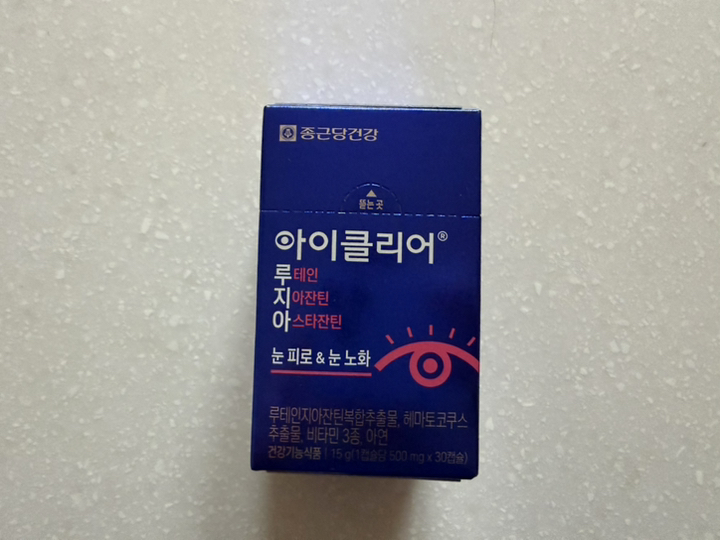 종근당건강
뜯는곳
아이클리어®
루테인
지아잔틴
아스타잔틴
눈 피로 & 눈 노화
루테인지아잔틴복합추출물, 헤마토코쿠스
추출물, 비타민 3종, 아연
건강기능식품 | 15 g(1캡슐당 500 mg x 30캡슐)